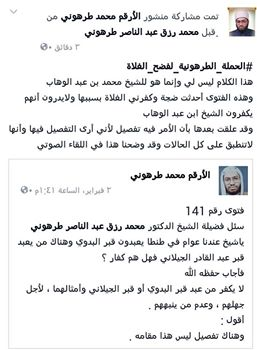 تمت مشاركة منشور الأرقم محمد طرهوني من
قبل محمد رزق عبد الناصر طرهوني.
٣ دقائق
#الحملة_الطرهونية_لفضح_الغلاة
هذا الكلام ليس لي وإنما هو للشيخ محمد بن عبد الوهاب
وهذه الفتوى أحدثت ضجة وكفرني الغلاة بسببها ولايدرون أنهم
يكفرون الشيخ ابن عبد الوهاب
وقد علقت بعدها بأن الأمر فيه تفصيل لأني أرى التفصيل فيها وأنها
لاتنطبق على كل الحالات وقد وضحنا هذا في اللقاء الصوتي
الأرقم محمد طرهوني
٢ فبراير، الساعة ١:٤١م
فتوى رقم 141
سئل فضيلة الشيخ الدكتور محمد رزق عبد الناصر طرهوني
ياشيخ عندنا عوام في طنطا يعبدون قبر البدوي وهناك من يعبد
قبر عبد القادر الجيلاني فهل هم كفار ؟
فأجاب حفظه الله
لا يكفر من عبد قبر البدوي أو قبر الجيلاني وأمثالهما ، لأجل
جهلهم ، وعدم من ينبههم .
أقول :
وهناك تفصيل ليس هذا مقامه .